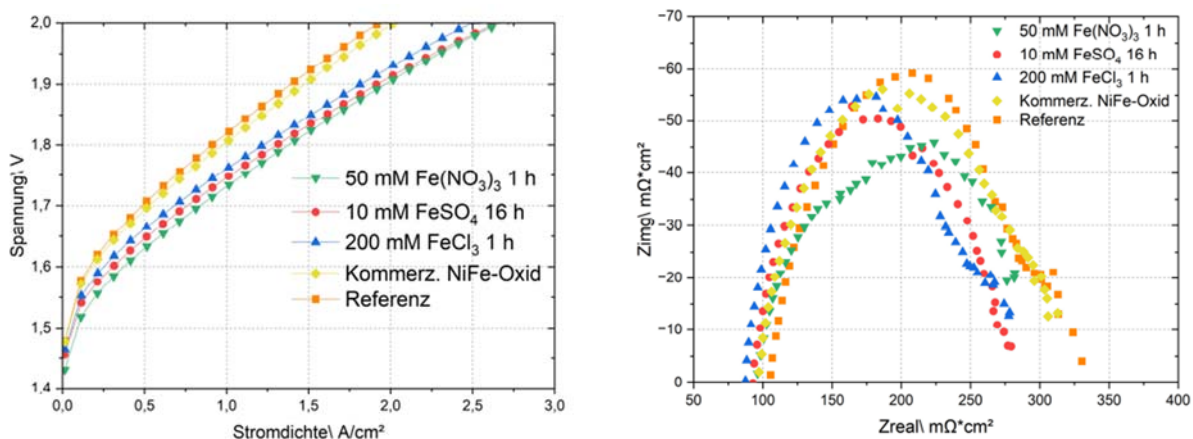 2,0
1,9
1,8
1,7
1,6
1,5
1,4
Spannung\ V
50 mM Fe(NO₃)₃ 1 h
10 mM FeSO₄ 16 h
200 mM FeCl₃ 1 h
Kommerz. NiFe-Oxid
Referenz
0,0 0,5 1,0 1,5 2,0 2,5 3,0
Stromdichte\ A/cm²
-70
-60
-50
-40
-30
-20
-10
0
Zimg\ mΩ*cm²
50 mM Fe(NO₃)₃ 1 h
10 mM FeSO₄ 16 h
200 mM FeCl₃ 1 h
Kommerz. NiFe-Oxid
Referenz
50 100 150 200 250 300 350 400
Zreal\ mΩ*cm²